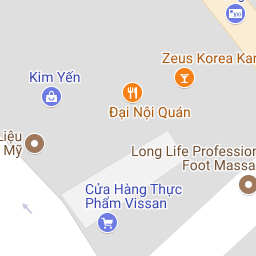 Zeus Korea Kar
Kim Yến
Đại Nội Quán
Liệu
Mỹ
Long Life Profession
Foot Massa
Cửa Hàng Thực
Phẩm Vissan